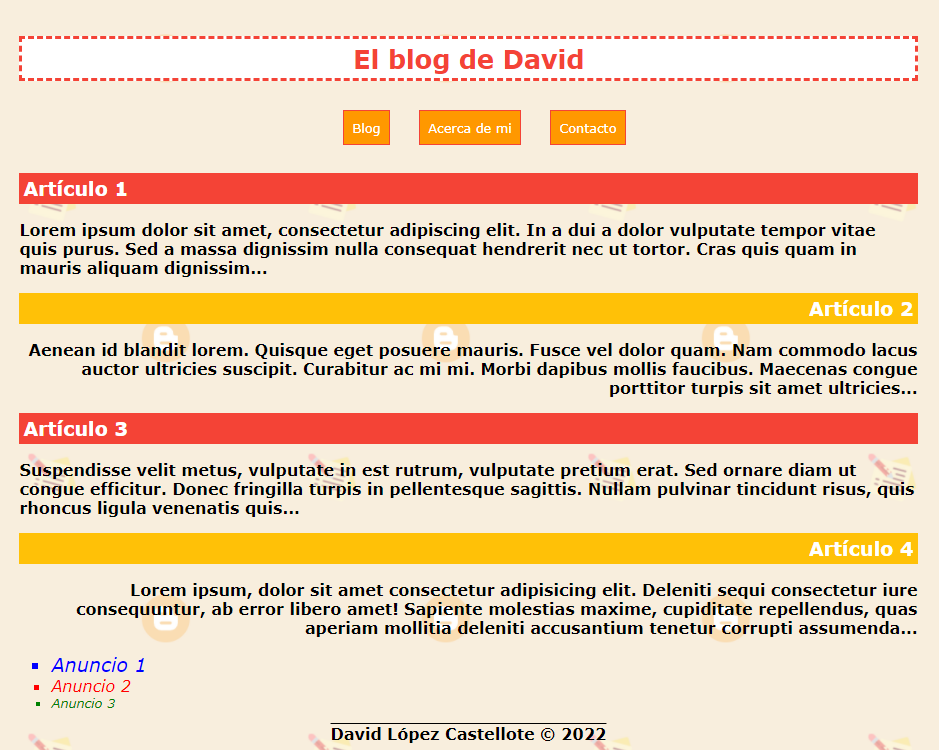 El blog de David
Blog Acerca de mi Contacto
Artículo 1
Lorem ipsum dolor sit amet, consectetur adipiscing elit. In a dui a dolor vulputate tempor vitae
quis purus. Sed a massa dignissim nulla consequat hendrerit nec ut tortor. Cras quis quam in
mauris aliquam dignissim...
Artículo 2
Aenean id blandit lorem. Quisque eget posuere mauris. Fusce vel dolor quam. Nam commodo lacus
auctor ultricies suscipit. Curabitur ac mi mi. Morbi dapibus mollis faucibus. Maecenas congue
porttitor turpis sit amet ultricies...
Artículo 3
Suspendisse velit metus, vulputate in est rutrum, vulputate pretium erat. Sed ornare diam ut
congue efficitur. Donec fringilla turpis in pellentesque sagittis. Nullam pulvinar tincidunt risus, quis
rhoncus ligula venenatis quis...
Artículo 4
Lorem ipsum, dolor sit amet consectetur adipisicing elit. Deleniti sequi consectetur iure
consequuntur, ab error libero amet! Sapiente molestias maxime, cupiditate repellendus, quas
aperiam mollitia deleniti accusantium tenetur corrupti assumenda...
Anuncio 1
Anuncio 2
Anuncio 3
David López Castellote © 2022